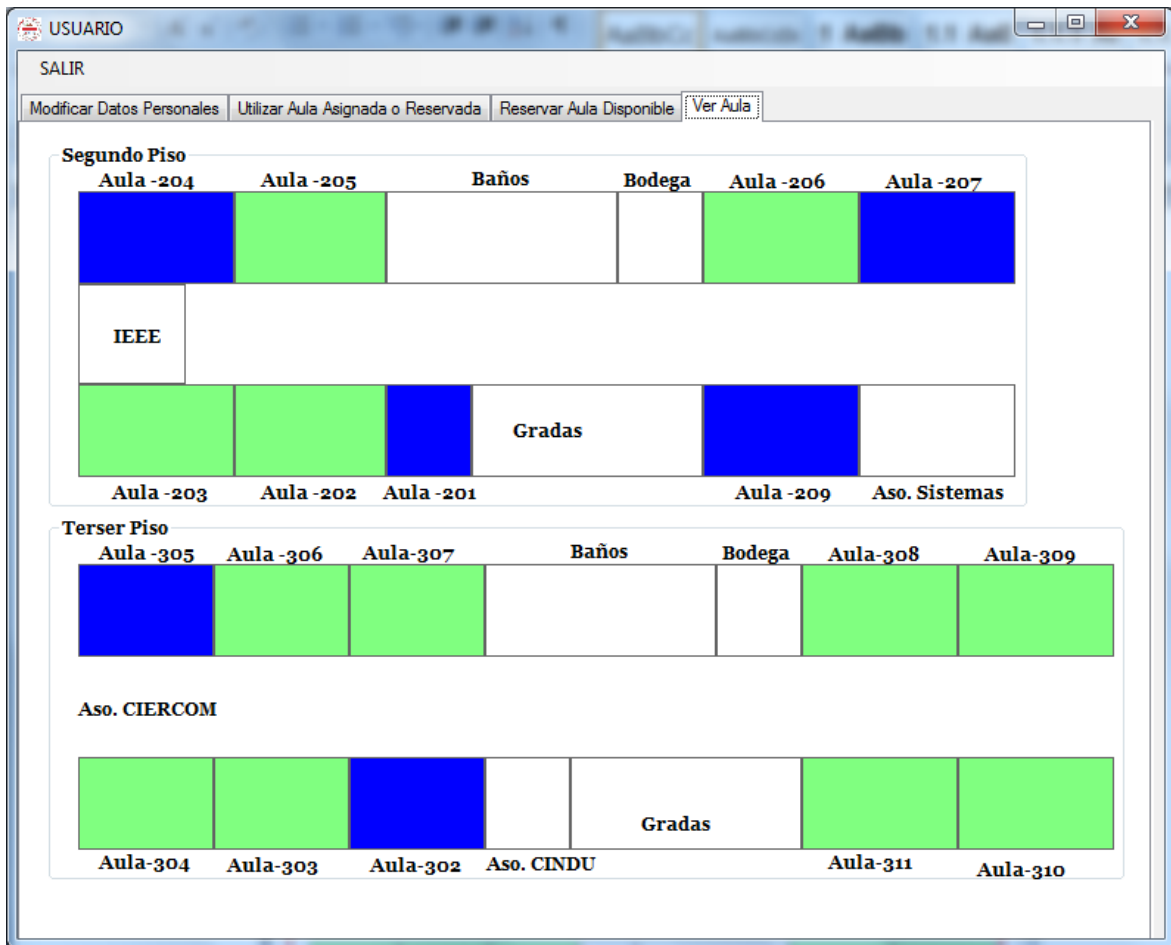 USUARIO
SALIR
Modificar Datos Personales Utilizar Aula Asignada o Reservada Reservar Aula Disponible Ver Aula
Segundo Piso
Aula -204 Aula -205 Baños Bodega Aula -206 Aula -207
IEEE
Gradas
Aula -203 Aula -202 Aula -201 Aula -209 Aso. Sistemas
Terser Piso
Aula -305 Aula -306 Aula-307 Baños Bodega Aula-308 Aula-309
Aso. CIERCOM
Gradas
Aula-304 Aula-303 Aula-302 Aso. CINDU Aula-311 Aula-310